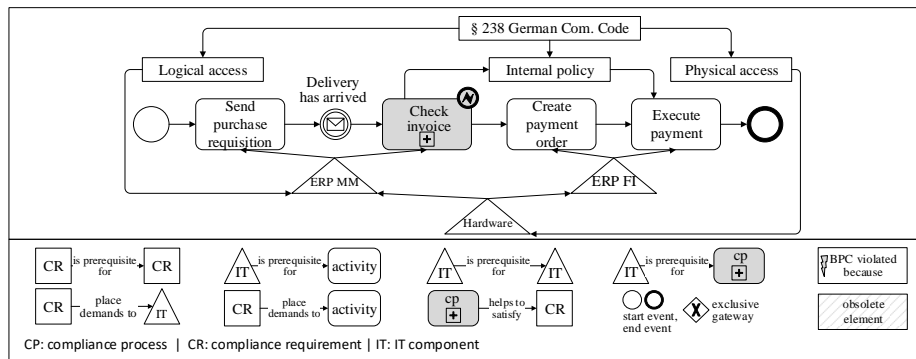 § 238 German Com. Code
Logical access
Internal policy
Physical access
Delivery
has arrived
Send
purchase
requisition
Check
invoice
Create
payment
order
Execute
payment
ERP MM
ERP FI
Hardware
CR is prerequisite for CR
IT is prerequisite for activity
IT is prerequisite for IT
IT is prerequisite for cp
BPC violated
because
CR place demands to IT
CR place demands to activity
cp helps to satisfy CR
start event,
end event
X
exclusive
gateway
obsolete
element
CP: compliance process | CR: compliance requirement | IT: IT component